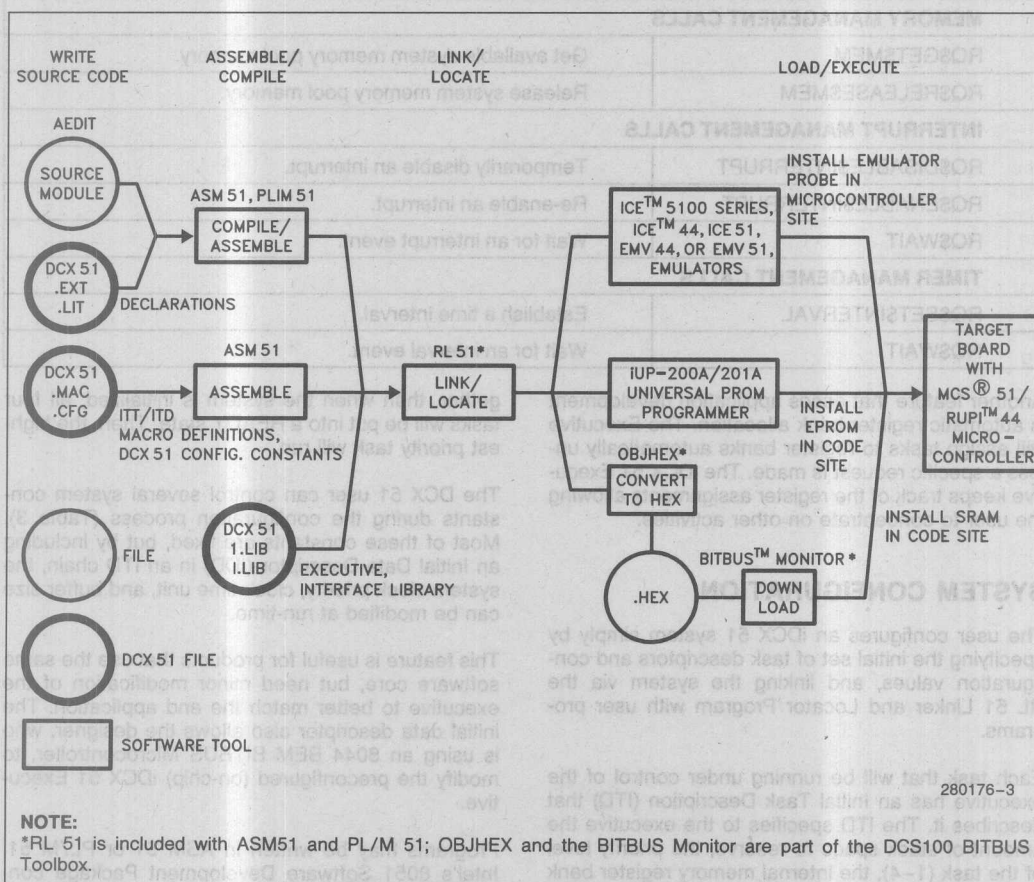 WRITE
SOURCE CODE
ASSEMBLE/
COMPILE
LINK/
LOCATE
LOAD/EXECUTE
AEDIT
SOURCE
MODULE
ASM 51, PLIM 51
COMPILE/
ASSEMBLE
DCX 51
.EXT
.LIT
DECLARATIONS
ICE™ 5100 SERIES,
ICE™ 44, ICE 51,
EMV 44, OR EMV 51,
EMULATORS
INSTALL EMULATOR
PROBE IN
MICROCONTROLLER
SITE
DCX 51
.MAC
.CFG
ASM 51
ASSEMBLE
ITT/ITD
MACRO DEFINITIONS,
DCX 51 CONFIG. CONSTANTS
RL 51*
LINK/
LOCATE
iUP-200A/201A
UNIVERSAL PROM
PROGRAMMER
INSTALL
EPROM
IN CODE
SITE
TARGET
BOARD
WITH
MCS® 51/
RUPI™ 44
MICRO-
CONTROLLER
OBJHEX*
CONVERT
TO HEX
INSTALL SRAM
IN CODE SITE
FILE
DCX 51
1.LIB
I.LIB
EXECUTIVE,
INTERFACE LIBRARY
.HEX
BITBUS™ MONITOR*
DOWN
LOAD
DCX 51 FILE
SOFTWARE TOOL
280176-3
NOTE:
*RL 51 is included with ASM51 and PL/M 51; OBJHEX and the BITBUS Monitor are part of the DCS100 BITBUS
Toolbox.